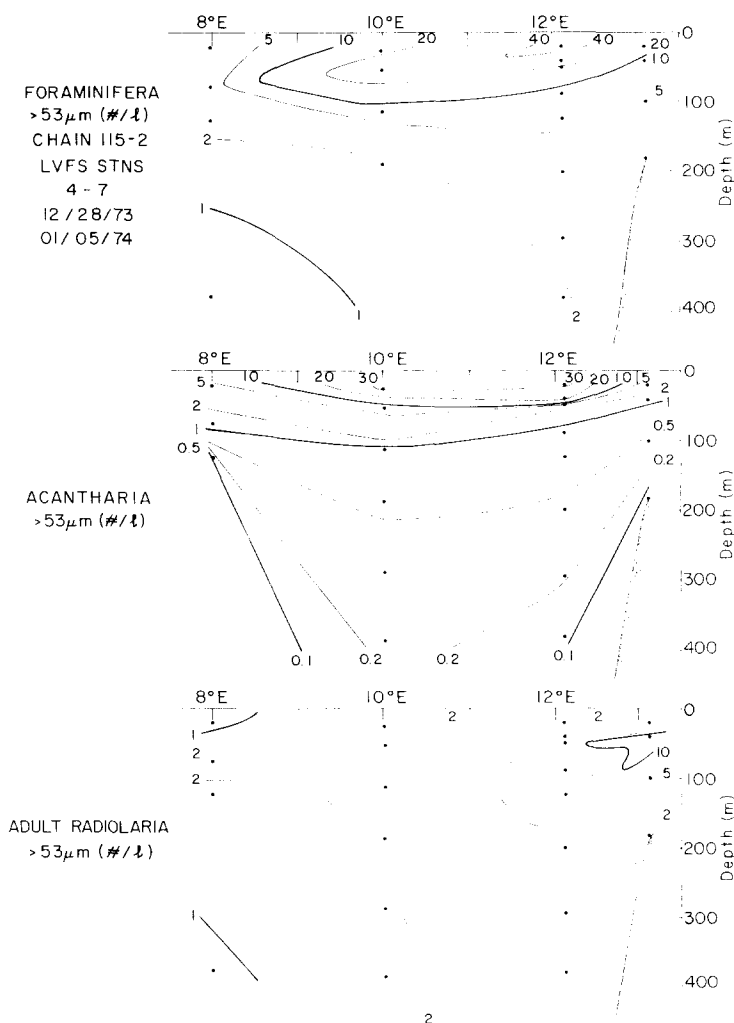 8°E 10°E 12°E
5 10 20 40 40 20
10
5
2
1
1
2
0
100
200
300
400
Depth (m)
FORAMINIFERA
>53μm (#/ℓ)
CHAIN 115-2
LVFS STNS
4 - 7
12/28/73
01/05/74
8°E 10°E 12°E
5 10 20 30 30 20 10 5
2
2
1
1
0.5
0.5
0.2
0.1 0.2 0.2 0.1
0
100
200
300
400
Depth (m)
ACANTHARIA
>53μm (#/ℓ)
8°E 10°E 12°E
2 2 1
1
2
10
2
5
2
1
2
0
100
200
300
400
Depth (m)
ADULT RADIOLARIA
>53μm (#/ℓ)